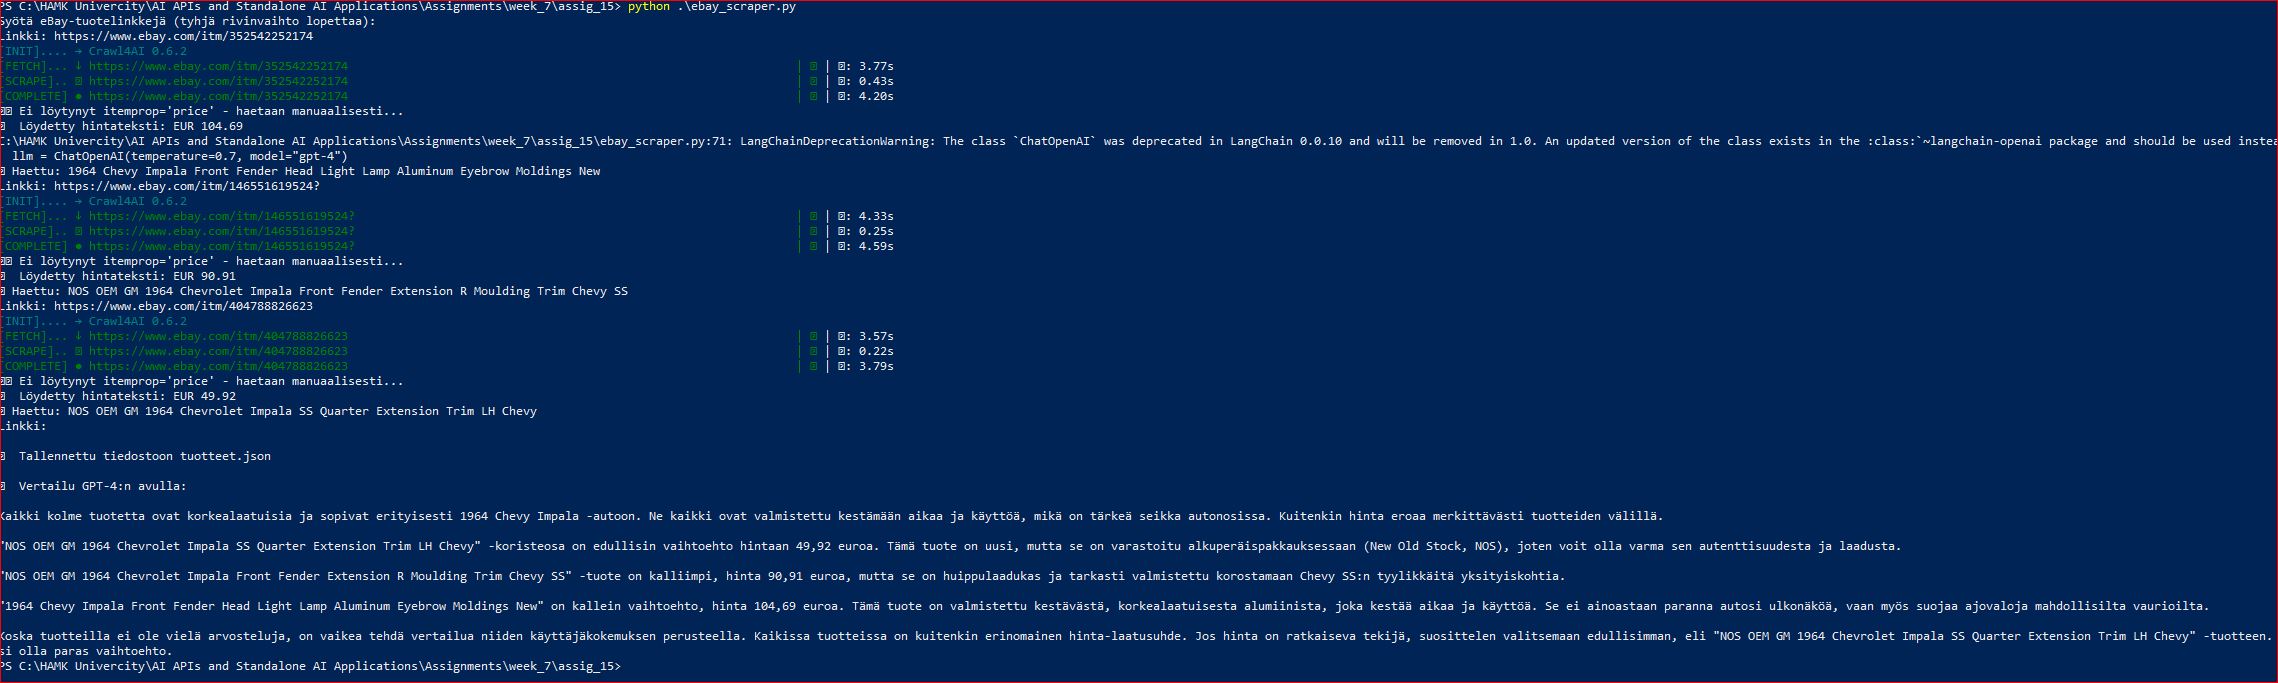 PS C:\HAMK Univercity\AI APIs and Standalone AI Applications\Assignments\week_7\assig_15> python .\ebay_scraper.py
Syötä eBay-tuotelinkkejä (tyhjä rivinvaihto lopettaa):
Linkki: https://www.ebay.com/itm/352542252174
[INIT].... → Crawl4AI 0.6.2
[FETCH]... ↓ https://www.ebay.com/itm/352542252174 | ⍰ | ⍰: 3.77s
[SCRAPE].. ⍰ https://www.ebay.com/itm/352542252174 | ⍰ | ⍰: 0.43s
[COMPLETE] ● https://www.ebay.com/itm/352542252174 | ⍰ | ⍰: 4.20s
⍰⍰ Ei löytynyt itemprop='price' - haetaan manuaalisesti...
⍰ Löydetty hintateksti: EUR 104.69
C:\HAMK Univercity\AI APIs and Standalone AI Applications\Assignments\week_7\assig_15\ebay_scraper.py:71: LangChainDeprecationWarning: The class `ChatOpenAI` was deprecated in LangChain 0.0.10 and will be removed in 1.0. An updated version of the class exists in the :class:`~langchain-openai package and should be used instea
llm = ChatOpenAI(temperature=0.7, model="gpt-4")
⍰ Haettu: 1964 Chevy Impala Front Fender Head Light Lamp Aluminum Eyebrow Moldings New
Linkki: https://www.ebay.com/itm/146551619524?
[INIT].... → Crawl4AI 0.6.2
[FETCH]... ↓ https://www.ebay.com/itm/146551619524? | ⍰ | ⍰: 4.33s
[SCRAPE].. ⍰ https://www.ebay.com/itm/146551619524? | ⍰ | ⍰: 0.25s
[COMPLETE] ● https://www.ebay.com/itm/146551619524? | ⍰ | ⍰: 4.59s
⍰⍰ Ei löytynyt itemprop='price' - haetaan manuaalisesti...
⍰ Löydetty hintateksti: EUR 90.91
⍰ Haettu: NOS OEM GM 1964 Chevrolet Impala Front Fender Extension R Moulding Trim Chevy SS
Linkki: https://www.ebay.com/itm/404788826623
[INIT].... → Crawl4AI 0.6.2
[FETCH]... ↓ https://www.ebay.com/itm/404788826623 | ⍰ | ⍰: 3.57s
[SCRAPE].. ⍰ https://www.ebay.com/itm/404788826623 | ⍰ | ⍰: 0.22s
[COMPLETE] ● https://www.ebay.com/itm/404788826623 | ⍰ | ⍰: 3.79s
⍰⍰ Ei löytynyt itemprop='price' - haetaan manuaalisesti...
⍰ Löydetty hintateksti: EUR 49.92
⍰ Haettu: NOS OEM GM 1964 Chevrolet Impala SS Quarter Extension Trim LH Chevy
Linkki:
⍰ Tallennettu tiedostoon tuotteet.json
⍰ Vertailu GPT-4:n avulla:
Kaikki kolme tuotetta ovat korkealaatuisia ja sopivat erityisesti 1964 Chevy Impala -autoon. Ne kaikki ovat valmistettu kestämään aikaa ja käyttöä, mikä on tärkeä seikka autonosissa. Kuitenkin hinta eroaa merkittävästi tuotteiden välillä.
"NOS OEM GM 1964 Chevrolet Impala SS Quarter Extension Trim LH Chevy" -koristeosa on edullisin vaihtoehto hintaan 49,92 euroa. Tämä tuote on uusi, mutta se on varastoitu alkuperäispakkauksessaan (New Old Stock, NOS), joten voit olla varma sen autenttisuudesta ja laadusta.
"NOS OEM GM 1964 Chevrolet Impala Front Fender Extension R Moulding Trim Chevy SS" -tuote on kalliimpi, hinta 90,91 euroa, mutta se on huippulaadukas ja tarkasti valmistettu korostamaan Chevy SS:n tyylikkäitä yksityiskohtia.
"1964 Chevy Impala Front Fender Head Light Lamp Aluminum Eyebrow Moldings New" on kallein vaihtoehto, hinta 104,69 euroa. Tämä tuote on valmistettu kestävästä, korkealaatuisesta alumiinista, joka kestää aikaa ja käyttöä. Se ei ainoastaan paranna autosi ulkonäköä, vaan myös suojaa ajovaloja mahdollisilta vaurioilta.
Koska tuotteilla ei ole vielä arvosteluja, on vaikea tehdä vertailua niiden käyttäjäkokemuksen perusteella. Kaikissa tuotteissa on kuitenkin erinomainen hinta-laatusuhde. Jos hinta on ratkaiseva tekijä, suosittelen valitsemaan edullisimman, eli "NOS OEM GM 1964 Chevrolet Impala SS Quarter Extension Trim LH Chevy" -tuotteen.
si olla paras vaihtoehto.
PS C:\HAMK Univercity\AI APIs and Standalone AI Applications\Assignments\week_7\assig_15>